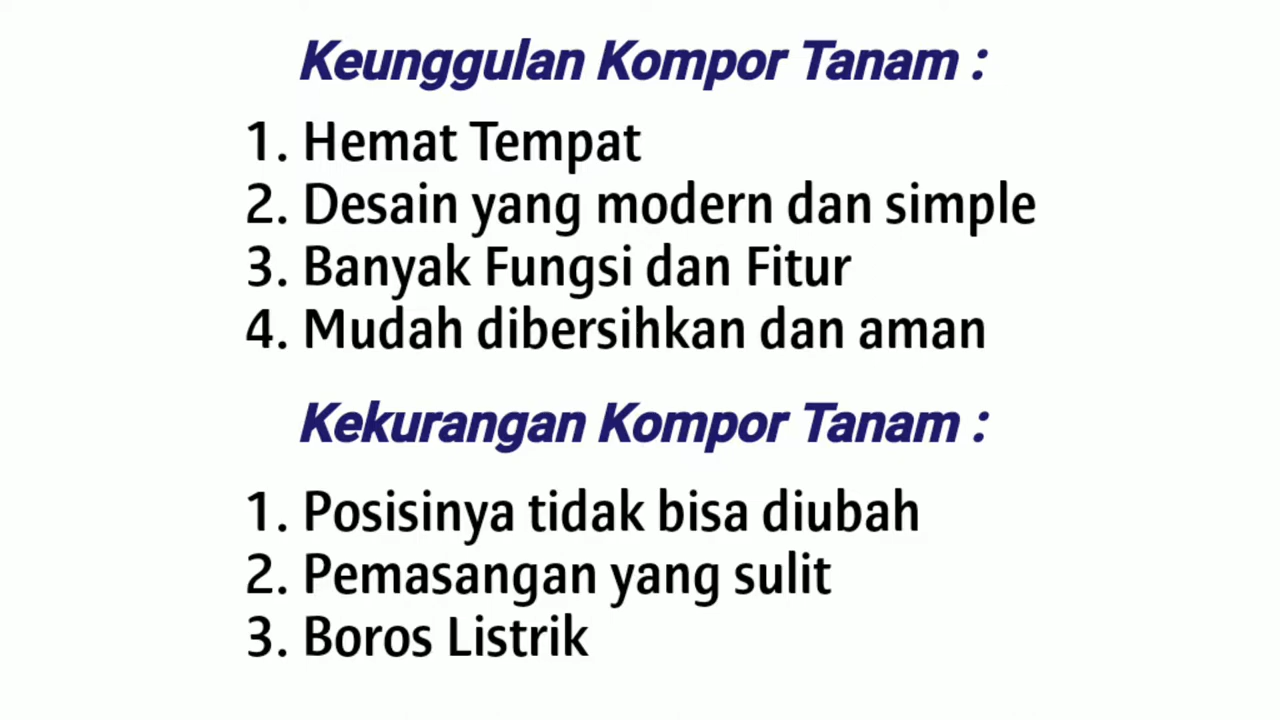 Keunggulan Kompor Tanam :
1. Hemat Tempat
2. Desain yang modern dan simple
3. Banyak Fungsi dan Fitur
4. Mudah dibersihkan dan aman
Kekurangan Kompor Tanam :
1. Posisinya tidak bisa diubah
2. Pemasangan yang sulit
3. Boros Listrik